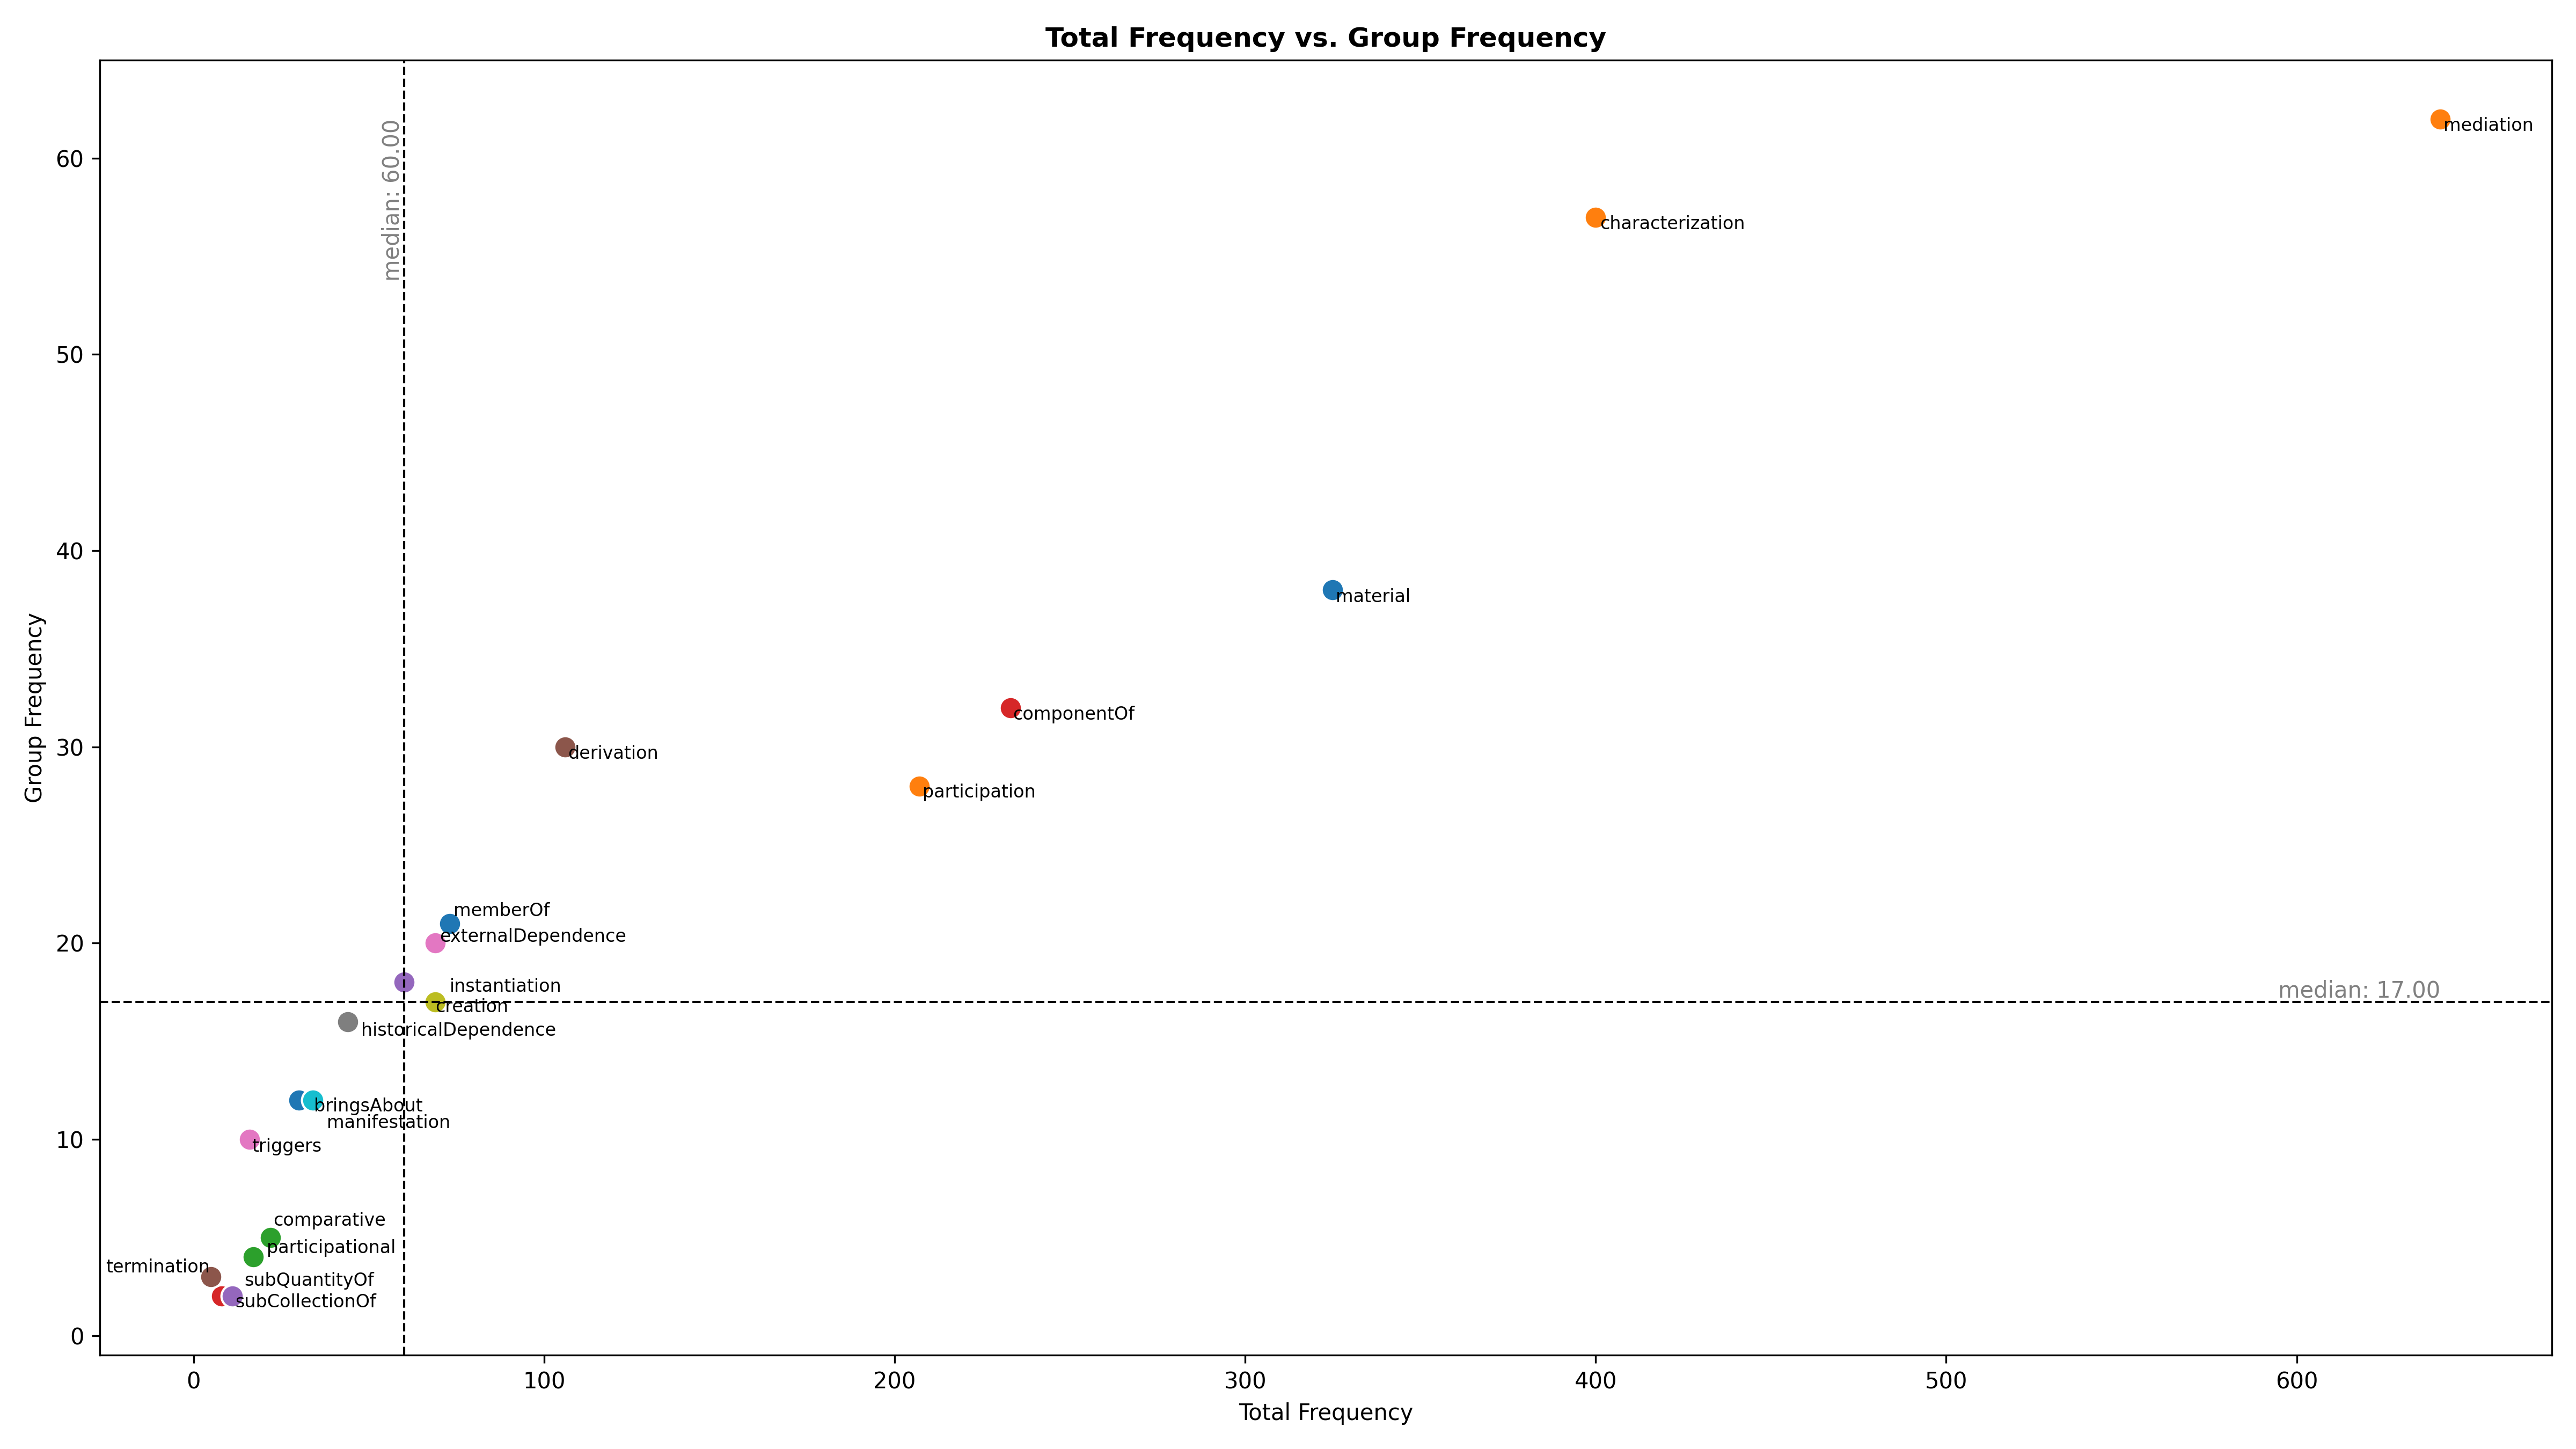 Total Frequency vs. Group Frequency
median: 60.00
mediation
60
characterization
50
40
material
Group Frequency
componentOf
30
derivation
participation
memberOf
20
externalDependence
instantiation
median: 17.00
creation
historicalDependence
bringsAbout
manifestation
10
triggers
comparative
participational
termination
subQuantityOf
subCollectionOf
0
0 100 200 300 400 500 600
Total Frequency